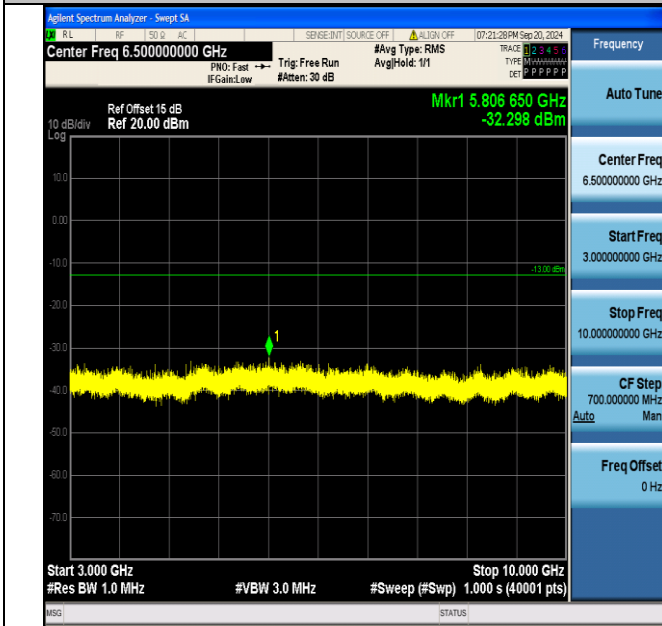 Agilent Spectrum Analyzer - Swept SA
RL RF 50 Ω AC SENSE:INT SOURCE OFF ALIGN OFF 07:21:28 PM Sep 20, 2024
Center Freq 6.500000000 GHz
PNO: Fast
IFGain:Low
Trig: Free Run
#Atten: 30 dB
#Avg Type: RMS
Avg|Hold: 1/1
TRACE 1 2 3 4 5 6
TYPE
DET P P P P P P
Ref Offset 15 dB
10 dB/div Ref 20.00 dBm
Log
Mkr1 5.806 650 GHz
-32.298 dBm
10.0
0.00
-10.0
-13.00 dBm
-20.0
1
-30.0
-40.0
-50.0
-60.0
-70.0
Start 3.000 GHz Stop 10.000 GHz
#Res BW 1.0 MHz #VBW 3.0 MHz #Sweep (#Swp) 1.000 s (40001 pts)
MSG STATUS
Frequency
Auto Tune
Center Freq
6.500000000 GHz
Start Freq
3.000000000 GHz
Stop Freq
10.000000000 GHz
CF Step
700.000000 MHz
Auto Man
Freq Offset
0 Hz